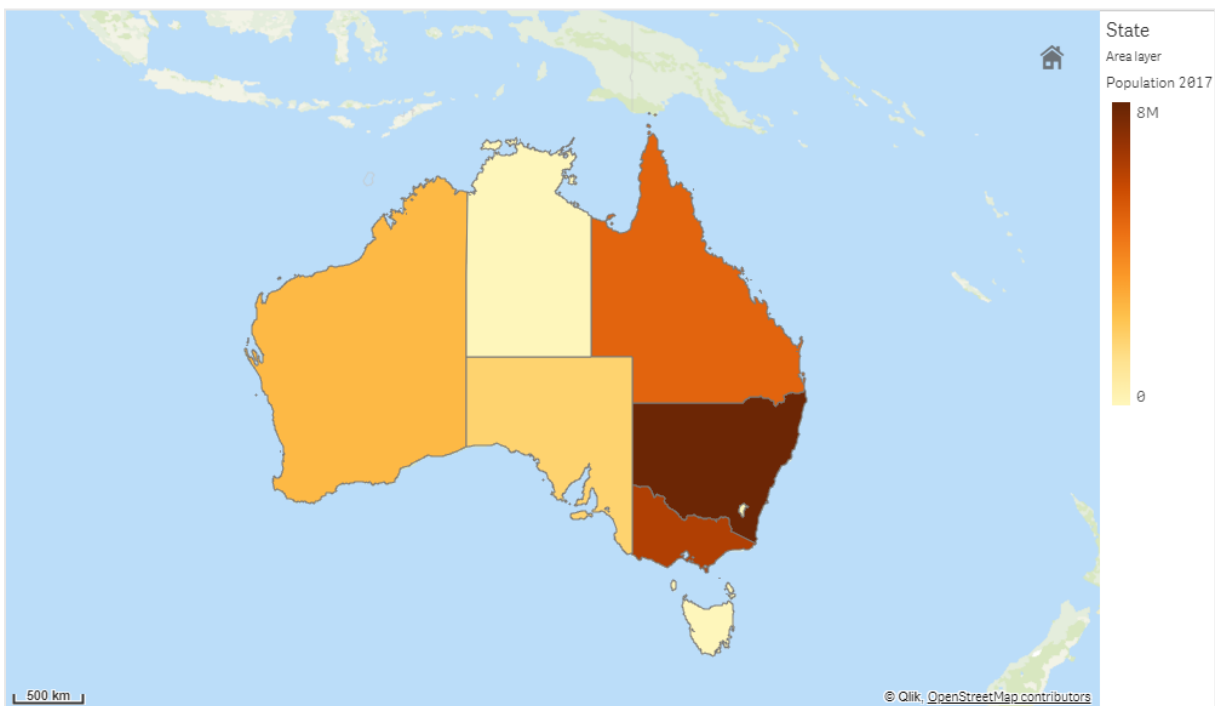 State
Area layer
Population 2017
8M
0
500 km
© Qlik, OpenStreetMap contributors